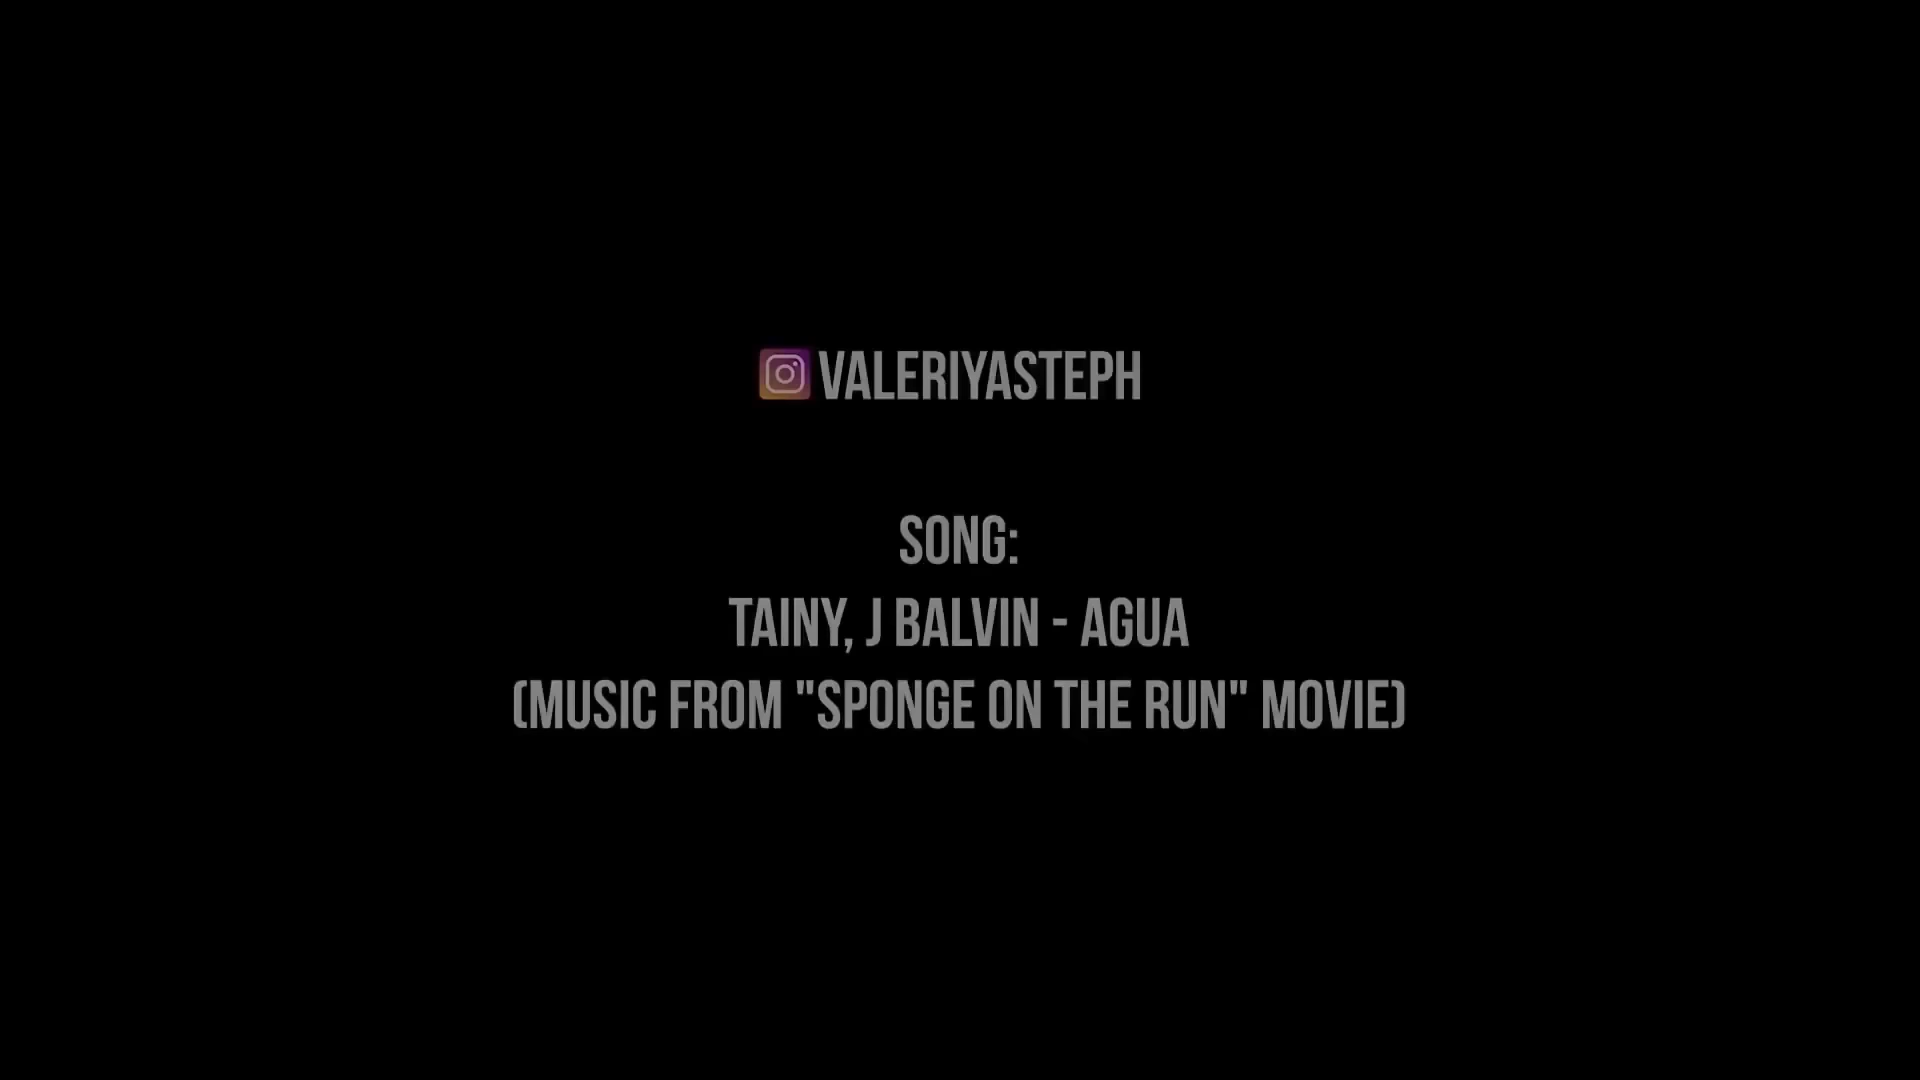 VALERIYASTEPH
SONG:
TAINY, J BALVIN - AGUA
(MUSIC FROM "SPONGE ON THE RUN" MOVIE)